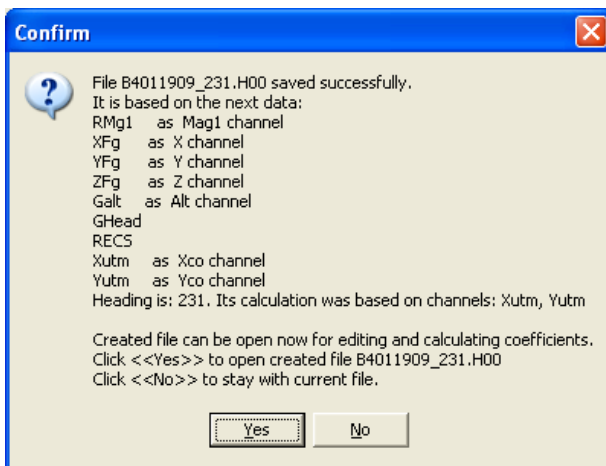 Confirm
File B4011909_231.H00 saved successfully.
It is based on the next data:
RMg1 as Mag1 channel
XFg as X channel
YFg as Y channel
ZFg as Z channel
Galt as Alt channel
GHead
RECS
Xutm as Xco channel
Yutm as Yco channel
Heading is: 231. Its calculation was based on channels: Xutm, Yutm
Created file can be open now for editing and calculating coefficients.
Click <<Yes>> to open created file B4011909_231.H00
Click <<No>> to stay with current file.
Yes No